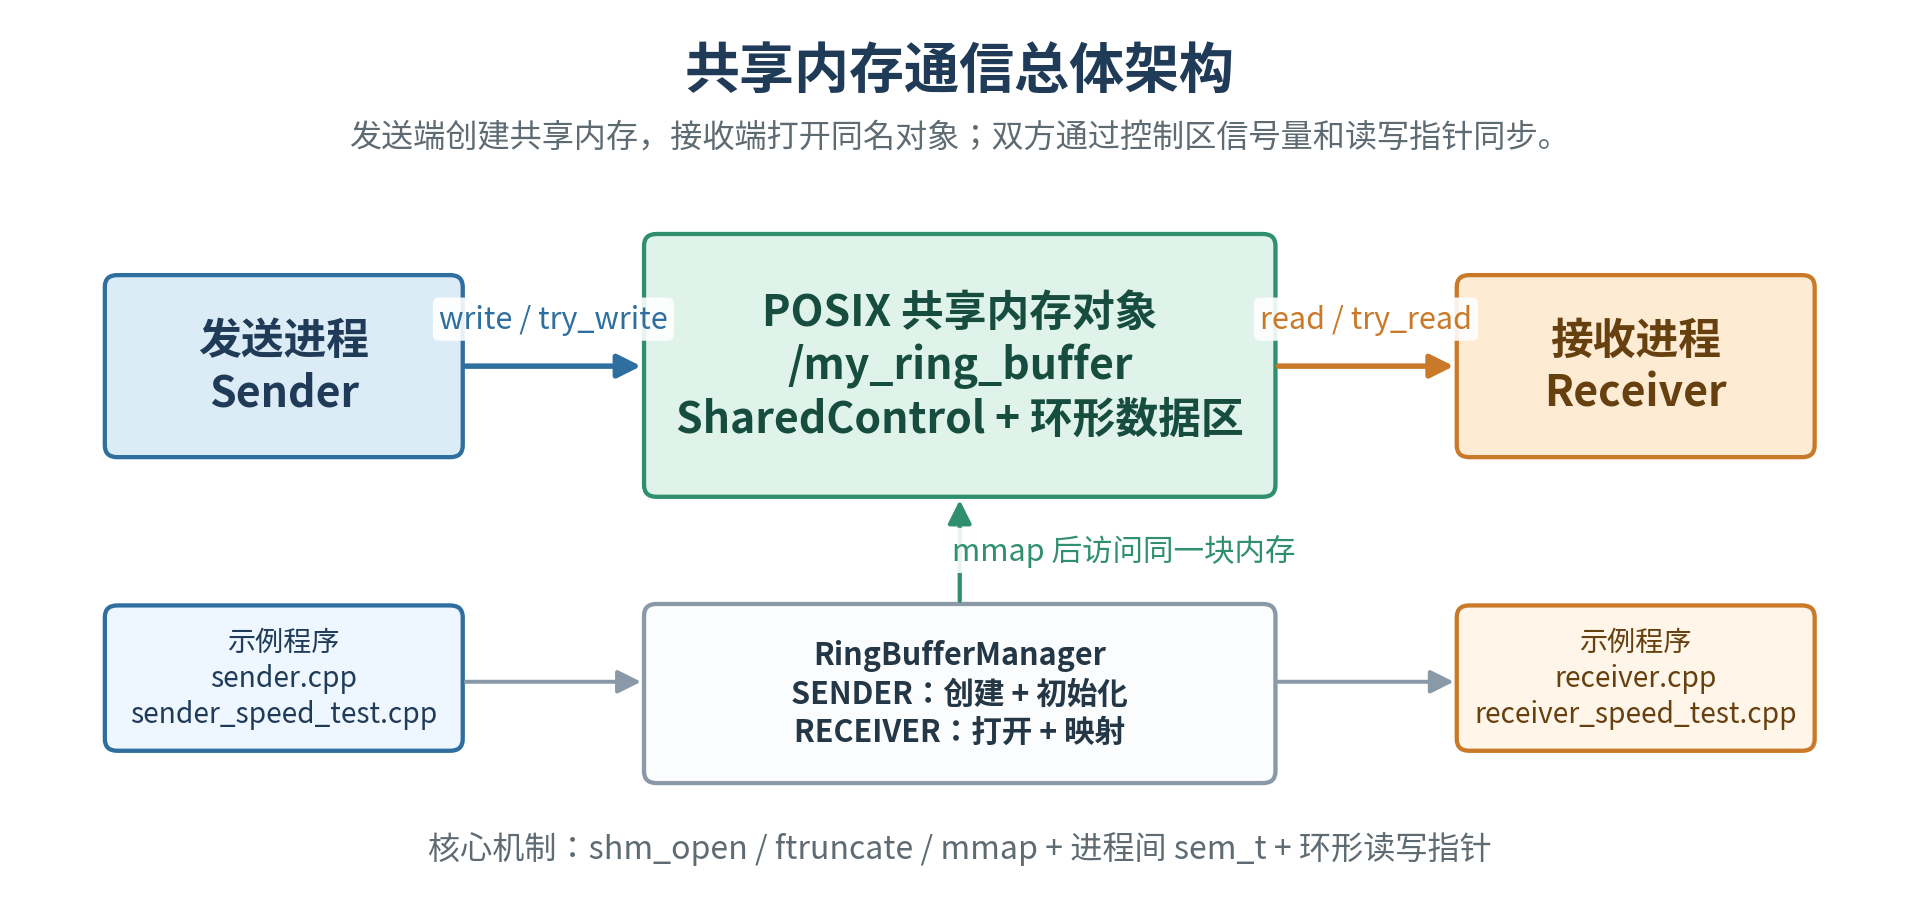 共享内存通信总体架构
发送端创建共享内存，接收端打开同名对象；双方通过控制区信号量和读写指针同步。
发送进程
Sender
write / try_write
POSIX 共享内存对象
/my_ring_buffer
SharedControl + 环形数据区
read / try_read
接收进程
Receiver
mmap 后访问同一块内存
示例程序
sender.cpp
sender_speed_test.cpp
RingBufferManager
SENDER：创建 + 初始化
RECEIVER：打开 + 映射
示例程序
receiver.cpp
receiver_speed_test.cpp
核心机制：shm_open / ftruncate / mmap + 进程间 sem_t + 环形读写指针